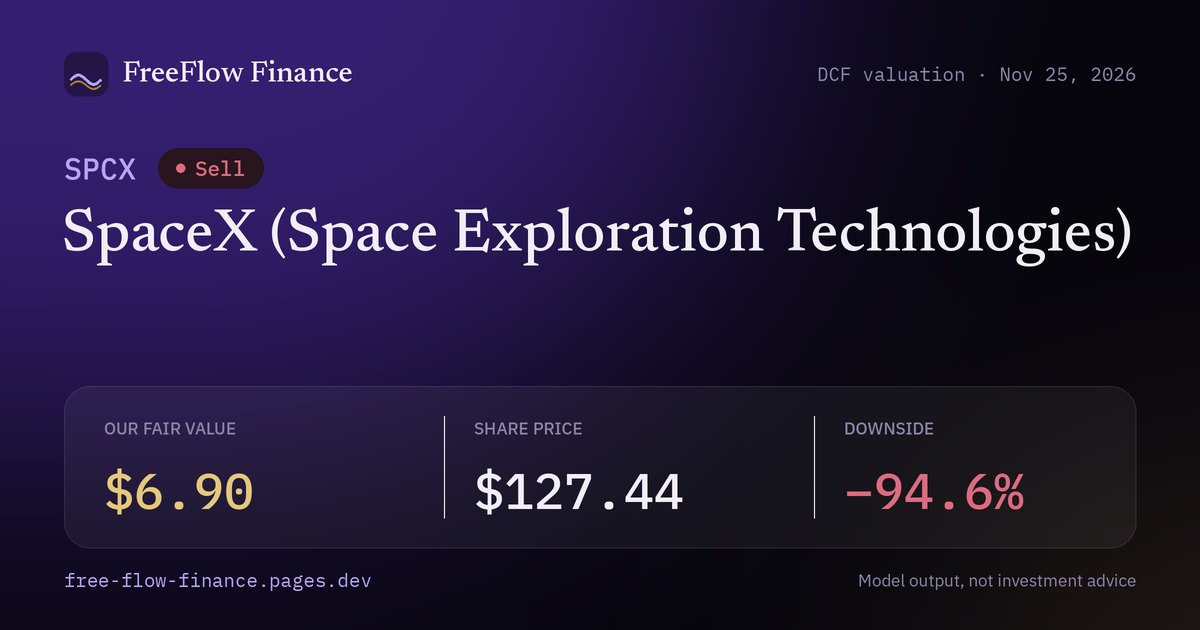 FreeFlow Finance
DCF valuation · Nov 25, 2026
SPCX
Sell
SpaceX (Space Exploration Technologies)
OUR FAIR VALUE
$6.90
SHARE PRICE
$127.44
DOWNSIDE
−94.6%
free-flow-finance.pages.dev
Model output, not investment advice